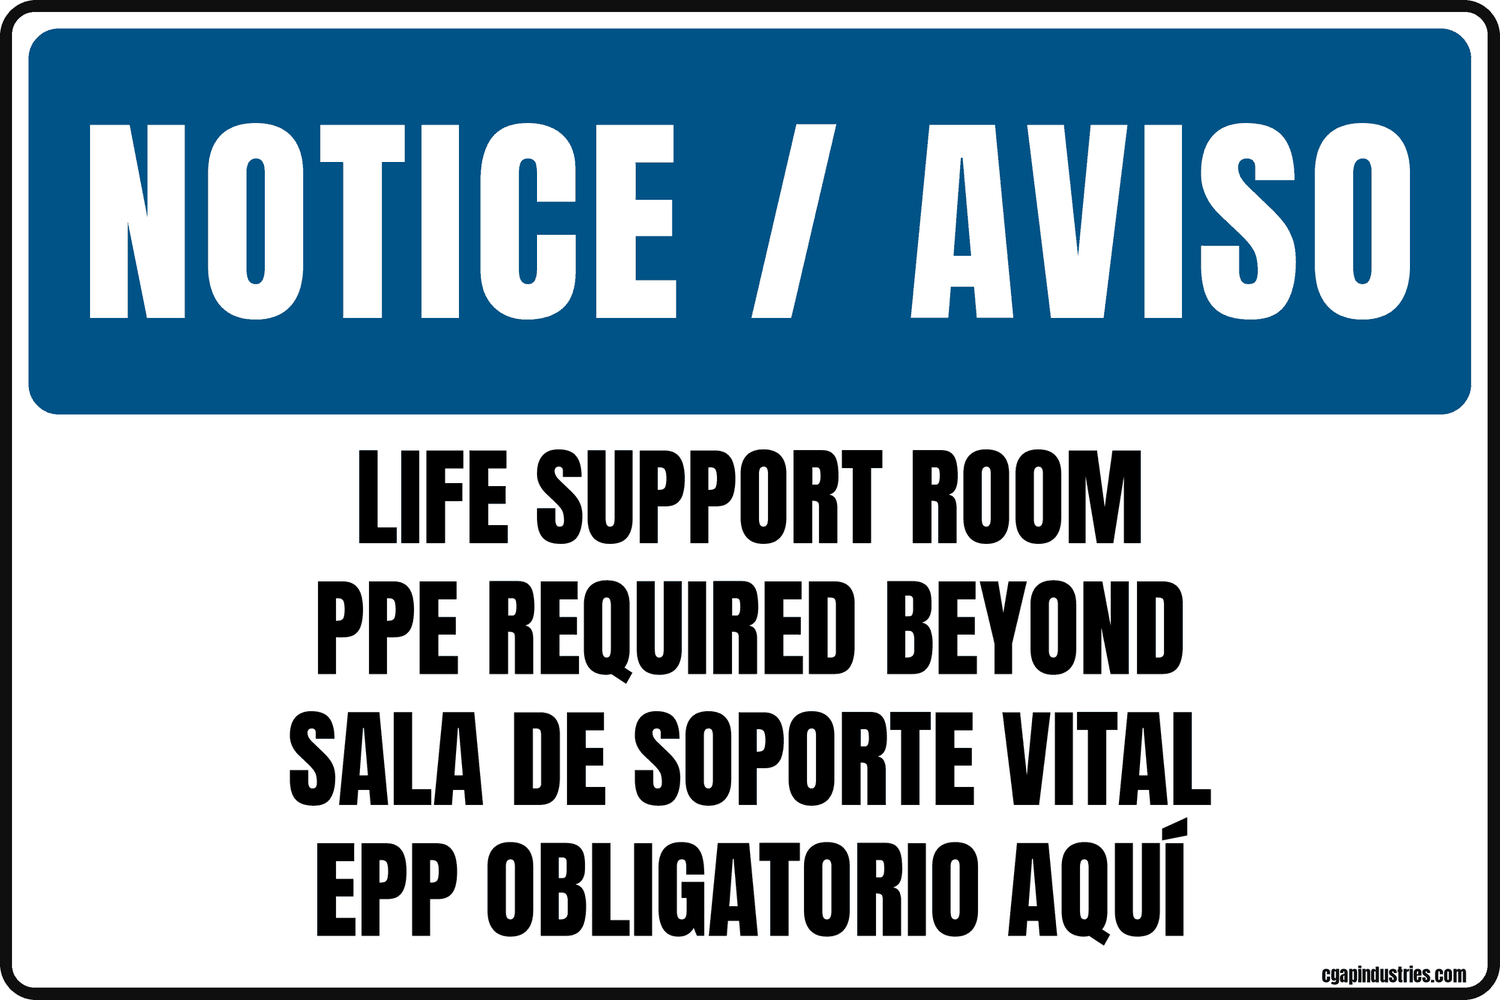 NOTICE / AVISO
LIFE SUPPORT ROOM
PPE REQUIRED BEYOND
SALA DE SOPORTE VITAL
EPP OBLIGATORIO AQUÍ
cgapindustries.com